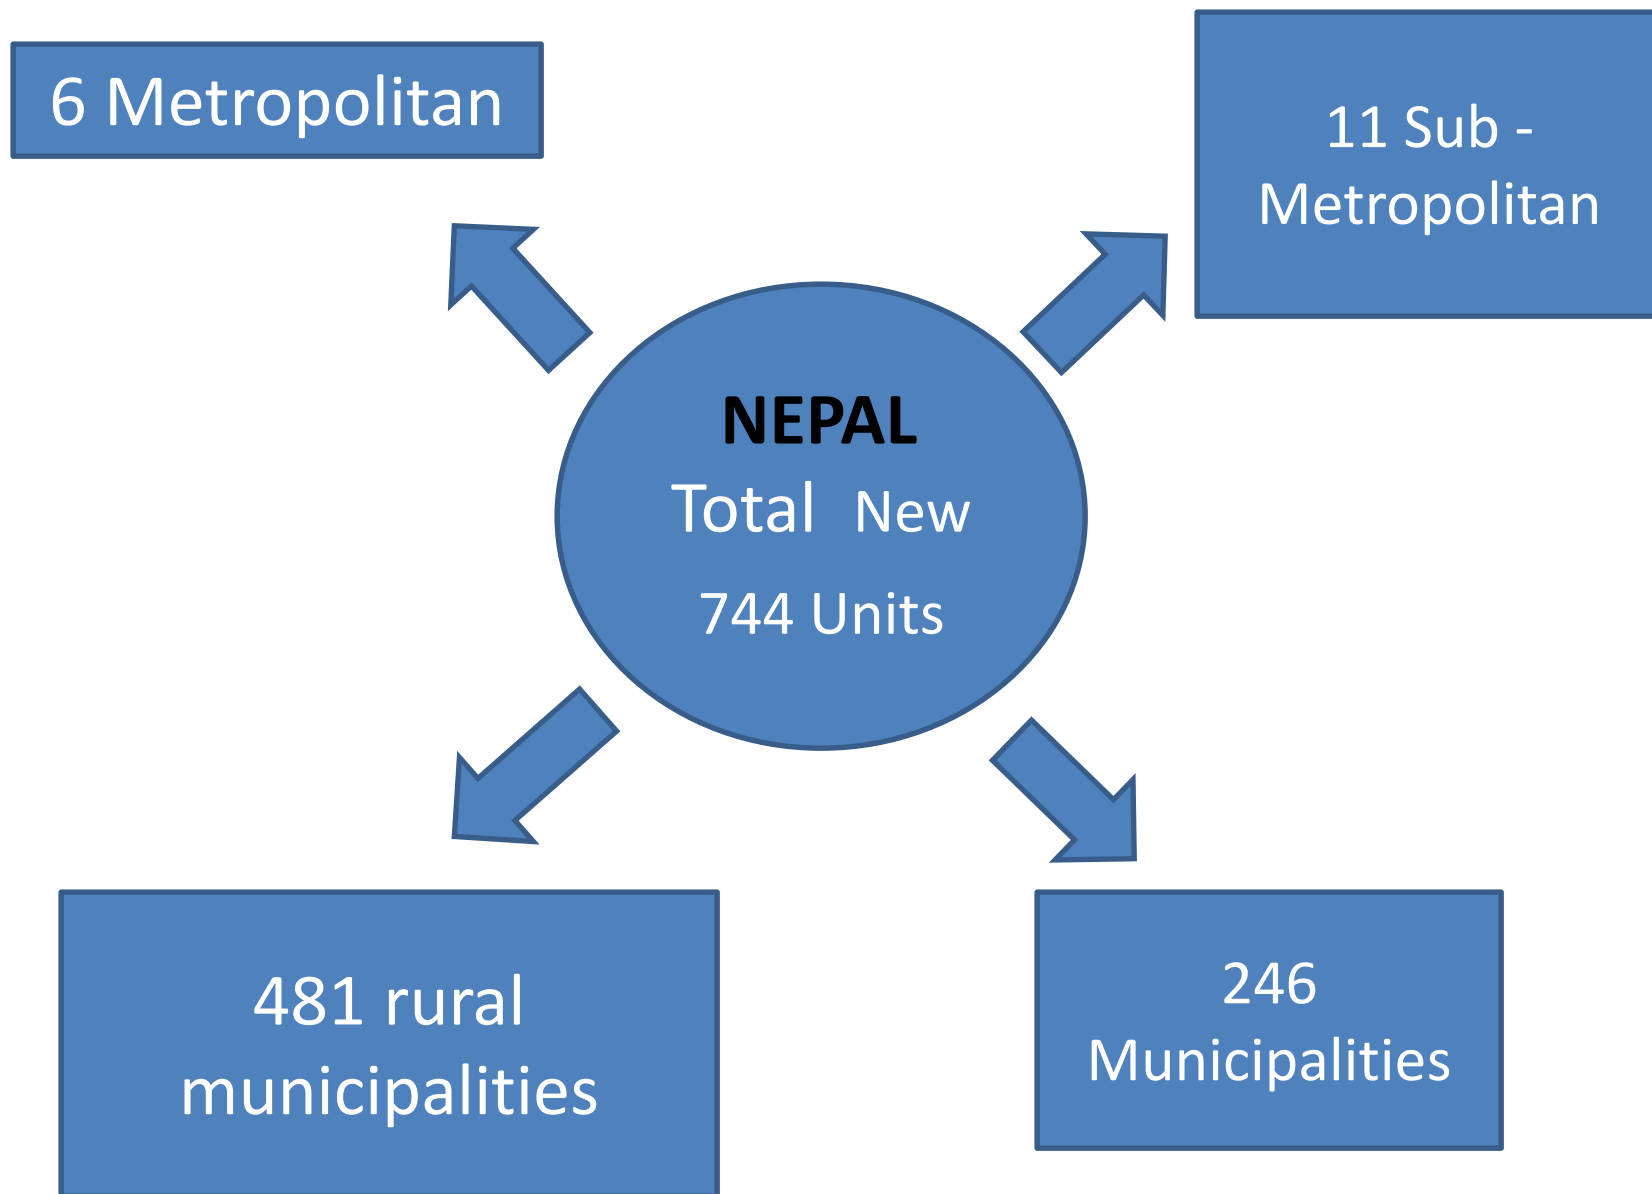 6 Metropolitan
11 Sub -
Metropolitan
NEPAL
Total New
744 Units
481 rural
municipalities
246
Municipalities